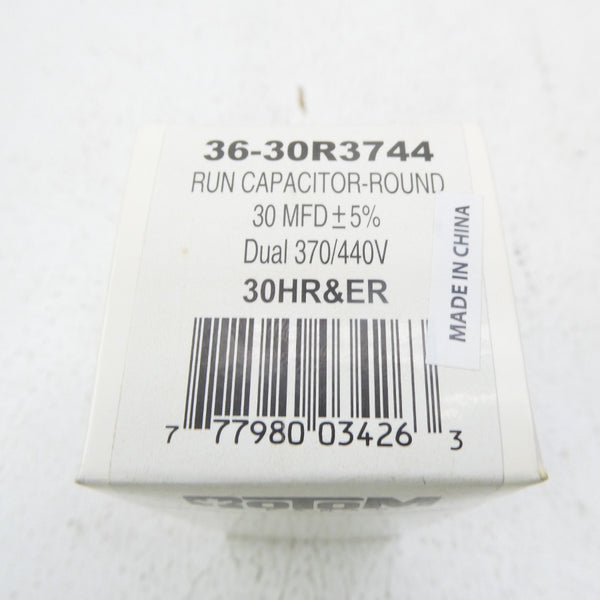 36-30R3744
RUN CAPACITOR-ROUND
30 MFD ± 5%
Dual 370/440V
30HR&ER
MADE IN CHINA
7 77980 03426 3
ROTOM